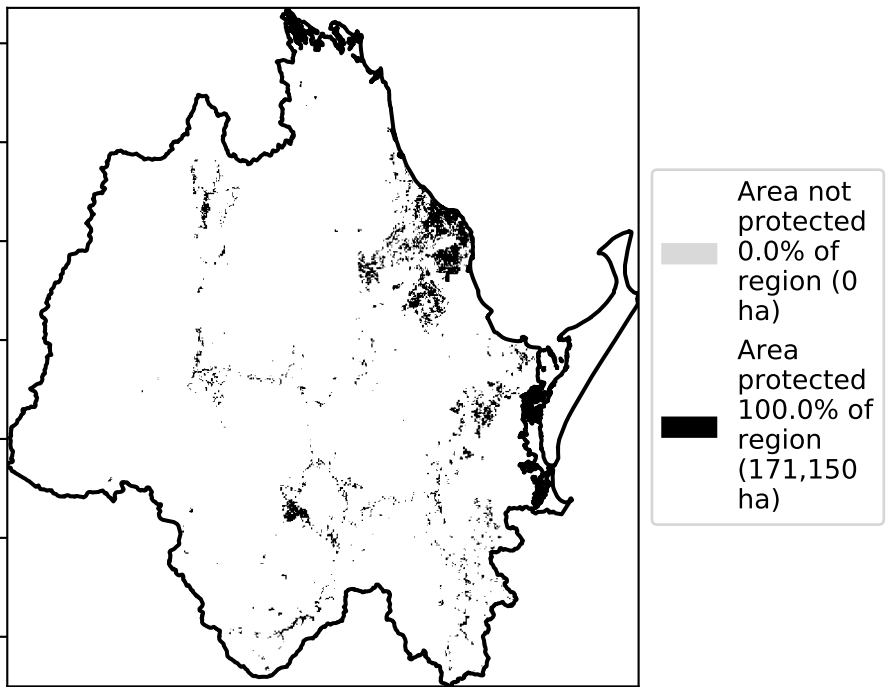 Area not
protected
0.0% of
region (0
ha)
Area
protected
100.0% of
region
(171,150
ha)